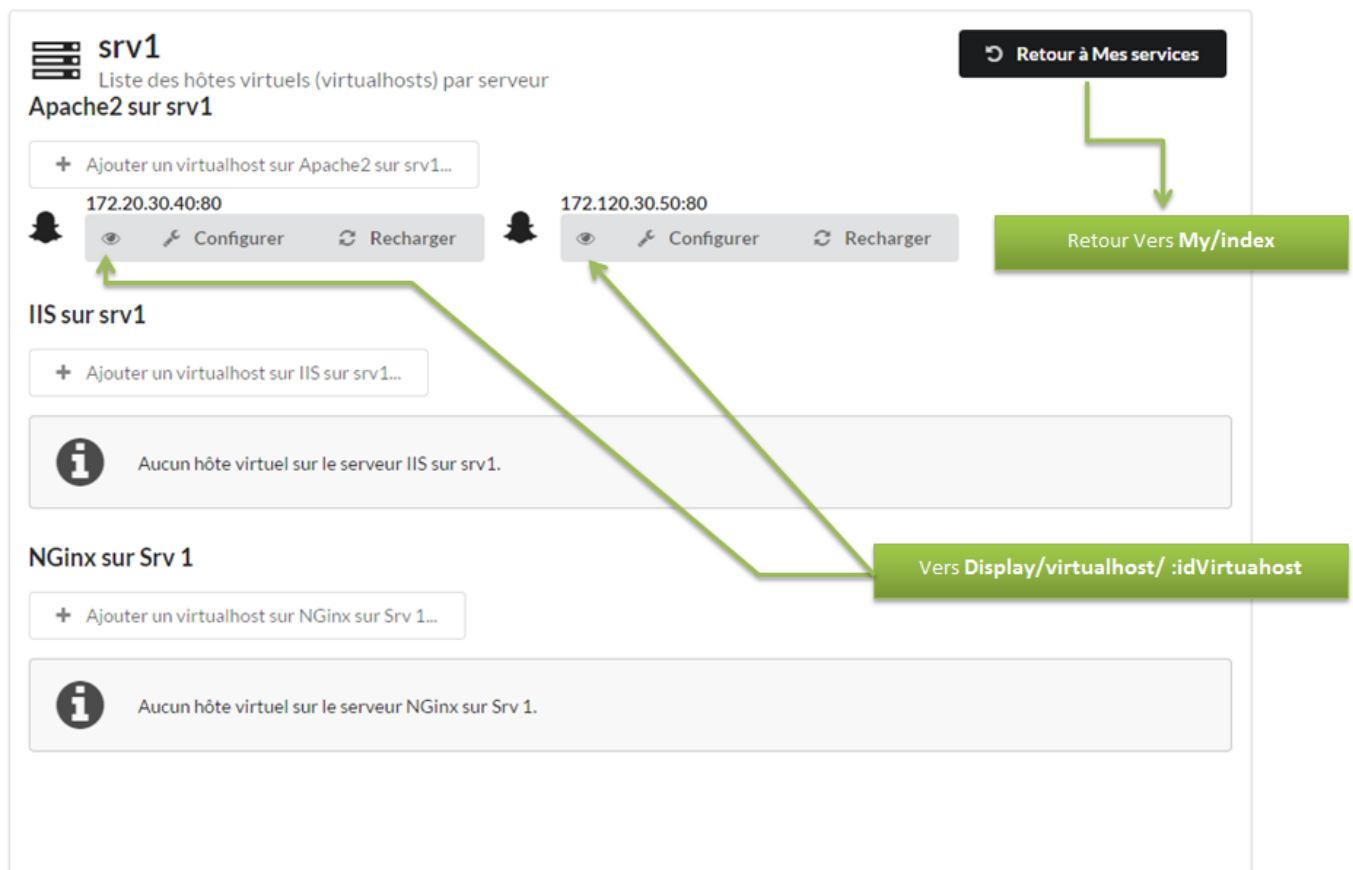 srv1
Retour à Mes services
Liste des hôtes virtuels (virtualhosts) par serveur
Apache2 sur srv1
Ajouter un virtualhost sur Apache2 sur srv1...
172.20.30.40:80
172.120.30.50:80
Configurer
Recharger
Configurer
Recharger
Retour Vers My/index
IIS sur srv1
Ajouter un virtualhost sur IIS sur srv1...
Aucun hôte virtuel sur le serveur IIS sur srv1.
NGinx sur Srv 1
Vers Display/virtualhost/ :idVirtuahost
Ajouter un virtualhost sur NGinx sur Srv 1...
Aucun hôte virtuel sur le serveur NGinx sur Srv 1.